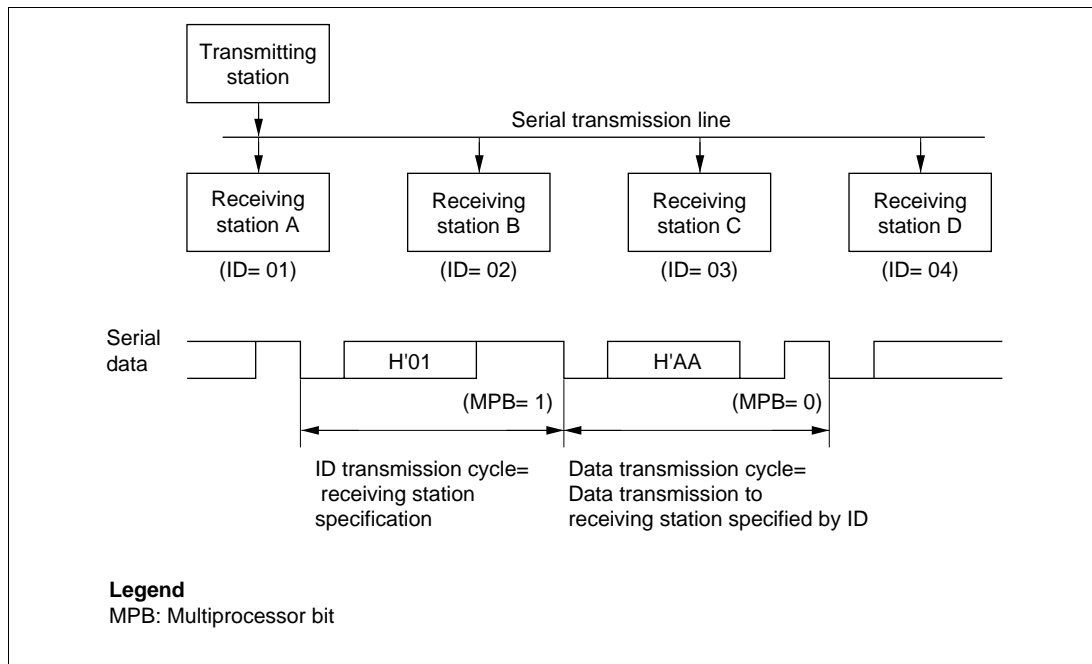 Transmitting
station
Serial transmission line
Receiving
station A
Receiving
station B
Receiving
station C
Receiving
station D
(ID= 01)
(ID= 02)
(ID= 03)
(ID= 04)
Serial
data
H'01
H'AA
(MPB= 1)
(MPB= 0)
ID transmission cycle=
receiving station
specification
Data transmission cycle=
Data transmission to
receiving station specified by ID
Legend
MPB: Multiprocessor bit